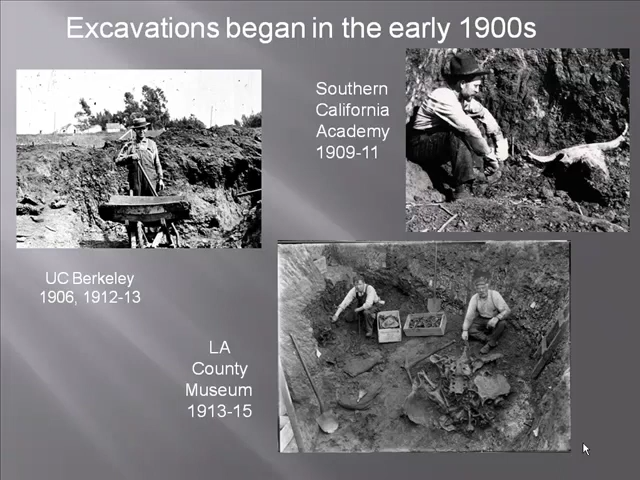 Excavations began in the early 1900s
Southern
California
Academy
1909-11
UC Berkeley
1906, 1912-13
LA
County
Museum
1913-15